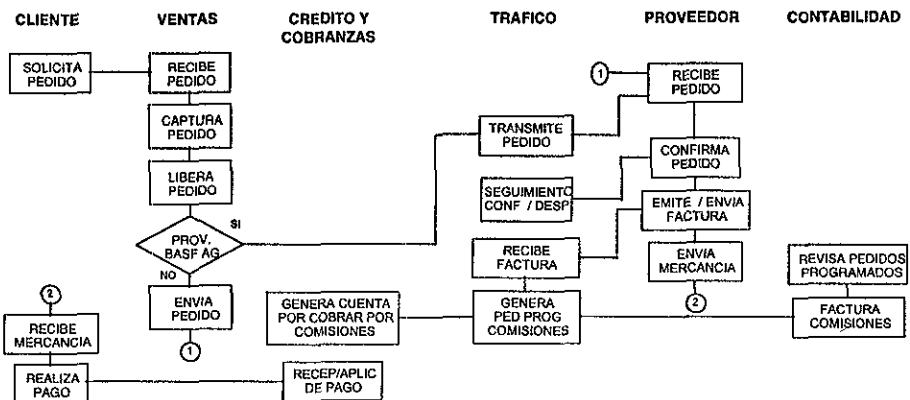 CLIENTE
VENTAS
CREDITO Y
COBRANZAS
TRAFICO
PROVEEDOR
CONTABILIDAD
SOLICITA
PEDIDO
RECIBE
PEDIDO
1
RECIBE
PEDIDO
CAPTURA
PEDIDO
TRANSMITE
PEDIDO
CONFIRMA
PEDIDO
LIBERA
PEDIDO
SEGUIMIENTO
CONF / DESP
EMITE / ENVIA
FACTURA
SI
PROV.
BASF AG
NO
RECIBE
FACTURA
ENVIA
MERCANCIA
REVISA PEDIDOS
PROGRAMADOS
2
ENVIA
PEDIDO
GENERA CUENTA
POR COBRAR POR
COMISIONES
GENERA
PED PROG
COMISIONES
2
FACTURA
COMISIONES
RECIBE
MERCANCIA
1
REALIZA
PAGO
RECEP/APLIC
DE PAGO